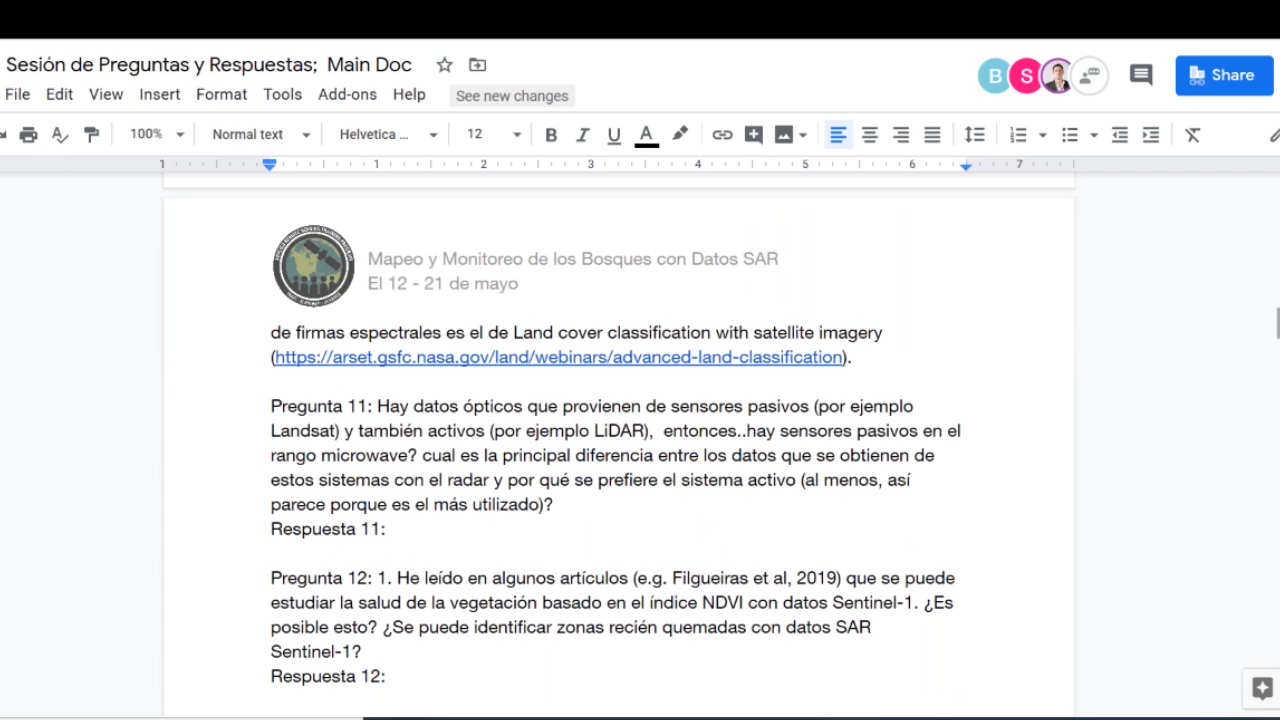 Sesión de Preguntas y Respuestas;  Main Doc
B S
Share
File Edit View Insert Format Tools Add-ons Help See new changes
100% Normal text Helvetica ... 12 B I U A
1 1 2 3 4 5 6 7
Mapeo y Monitoreo de los Bosques con Datos SAR
El 12 - 21 de mayo
de firmas espectrales es el de Land cover classification with satellite imagery
(https://arset.gsfc.nasa.gov/land/webinars/advanced-land-classification).
Pregunta 11: Hay datos ópticos que provienen de sensores pasivos (por ejemplo
Landsat) y también activos (por ejemplo LiDAR),  entonces..hay sensores pasivos en el
rango microwave? cual es la principal diferencia entre los datos que se obtienen de
estos sistemas con el radar y por qué se prefiere el sistema activo (al menos, así
parece porque es el más utilizado)?
Respuesta 11:
Pregunta 12: 1. He leído en algunos artículos (e.g. Filgueiras et al, 2019) que se puede
estudiar la salud de la vegetación basado en el índice NDVI con datos Sentinel-1. ¿Es
posible esto? ¿Se puede identificar zonas recién quemadas con datos SAR
Sentinel-1?
Respuesta 12: